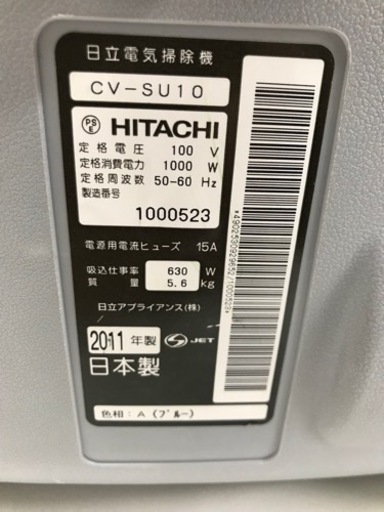 日立電気掃除機
CV-SU10
PS E HITACHI
定格電圧 100 V
定格消費電力 1000 W
定格周波数 50-60 Hz
製造番号
1000523
電源用電流ヒューズ 15A
吸込仕事率 630 W
質量 5.6 kg
日立アプライアンス(株)
2011 年製 S JET
日本製
色相:A (ブルー)
*4902530929652/1000523*